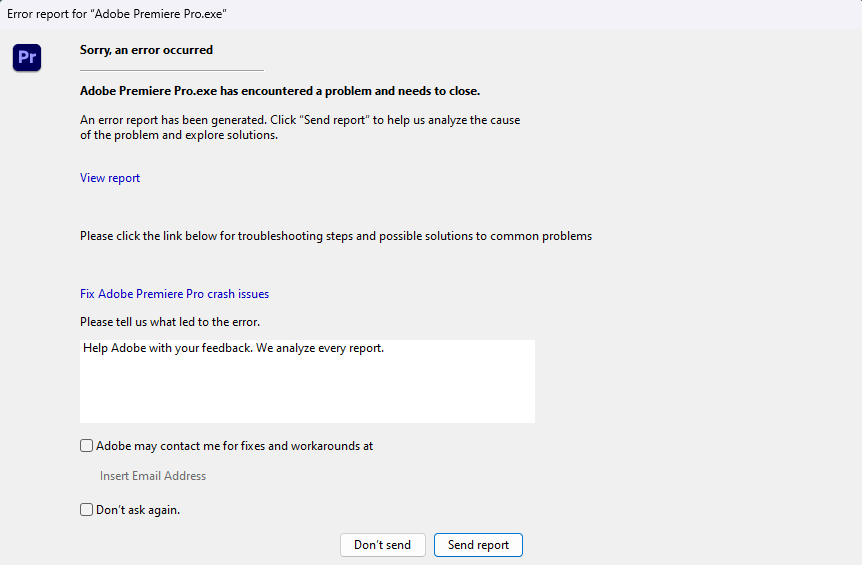 Error report for “Adobe Premiere Pro.exe”
Pr
Sorry, an error occurred
Adobe Premiere Pro.exe has encountered a problem and needs to close.
An error report has been generated. Click “Send report” to help us analyze the cause
of the problem and explore solutions.
View report
Please click the link below for troubleshooting steps and possible solutions to common problems
Fix Adobe Premiere Pro crash issues
Please tell us what led to the error.
Help Adobe with your feedback. We analyze every report.
Adobe may contact me for fixes and workarounds at
Insert Email Address
Don’t ask again.
Don’t send
Send report